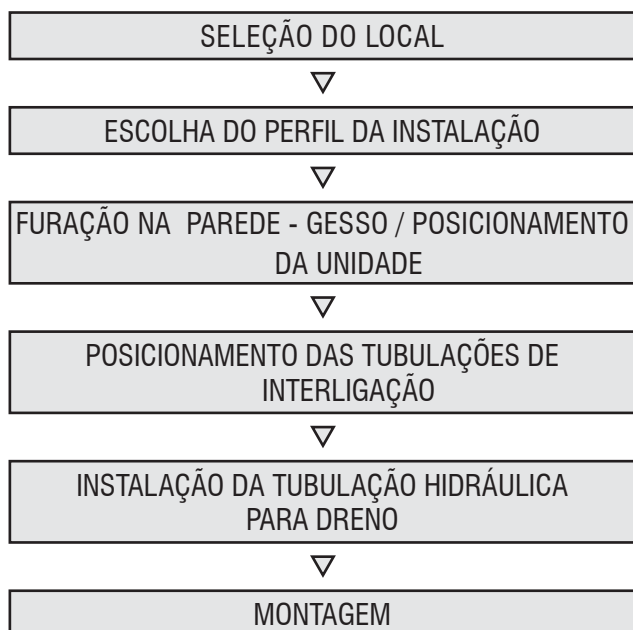 SELEÇÃO DO LOCAL
ESCOLHA DO PERFIL DA INSTALAÇÃO
FURAÇÃO NA PAREDE - GESSO / POSICIONAMENTO
DA UNIDADE
POSICIONAMENTO DAS TUBULAÇÕES DE
INTERLIGAÇÃO
INSTALAÇÃO DA TUBULAÇÃO HIDRÁULICA
PARA DRENO
MONTAGEM